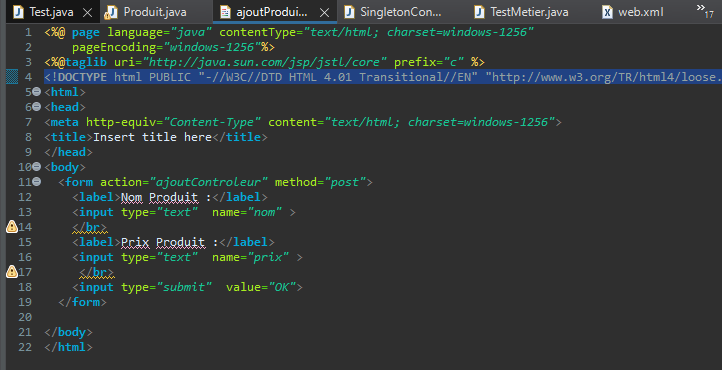 Test.java Produit.java ajoutProdui... SingletonCon... TestMetier.java web.xml »17
1 <%@ page language="java" contentType="text/html; charset=windows-1256"
2 pageEncoding="windows-1256"%>
3 <%@taglib uri="http://java.sun.com/jsp/jstl/core" prefix="c" %>
4 <!DOCTYPE html PUBLIC "-//W3C//DTD HTML 4.01 Transitional//EN" "http://www.w3.org/TR/html4/loose.
5 <html>
6 <head>
7 <meta http-equiv="Content-Type" content="text/html; charset=windows-1256">
8 <title>Insert title here</title>
9 </head>
10 <body>
11 <form action="ajoutControleur" method="post">
12 <label>Nom Produit :</label>
13 <input type="text" name="nom" >
14 </br>
15 <label>Prix Produit :</label>
16 <input type="text" name="prix" >
17 </br>
18 <input type="submit" value="OK">
19 </form>
20
21 </body>
22 </html>